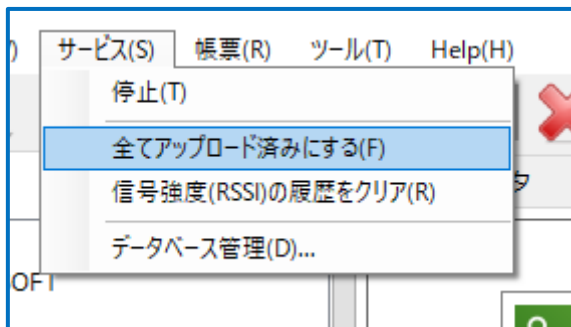 サービス(S) 帳票(R) ツール(T) Help(H)
停止(T)
全てアップロード済みにする(F)
信号強度(RSSI)の履歴をクリア(R)
タ
データベース管理(D)...
OFT